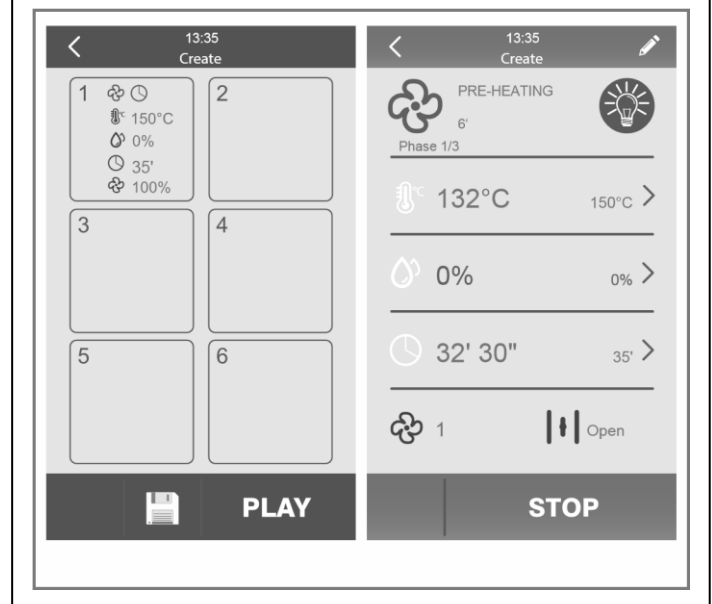 13:35
Create
1
150°C
0%
35'
100%
2
3
4
5
6
PLAY
13:35
Create
PRE-HEATING
6'
Phase 1/3
°C 132°C 150°C
0% 0%
32' 30" 35'
1 Open
STOP